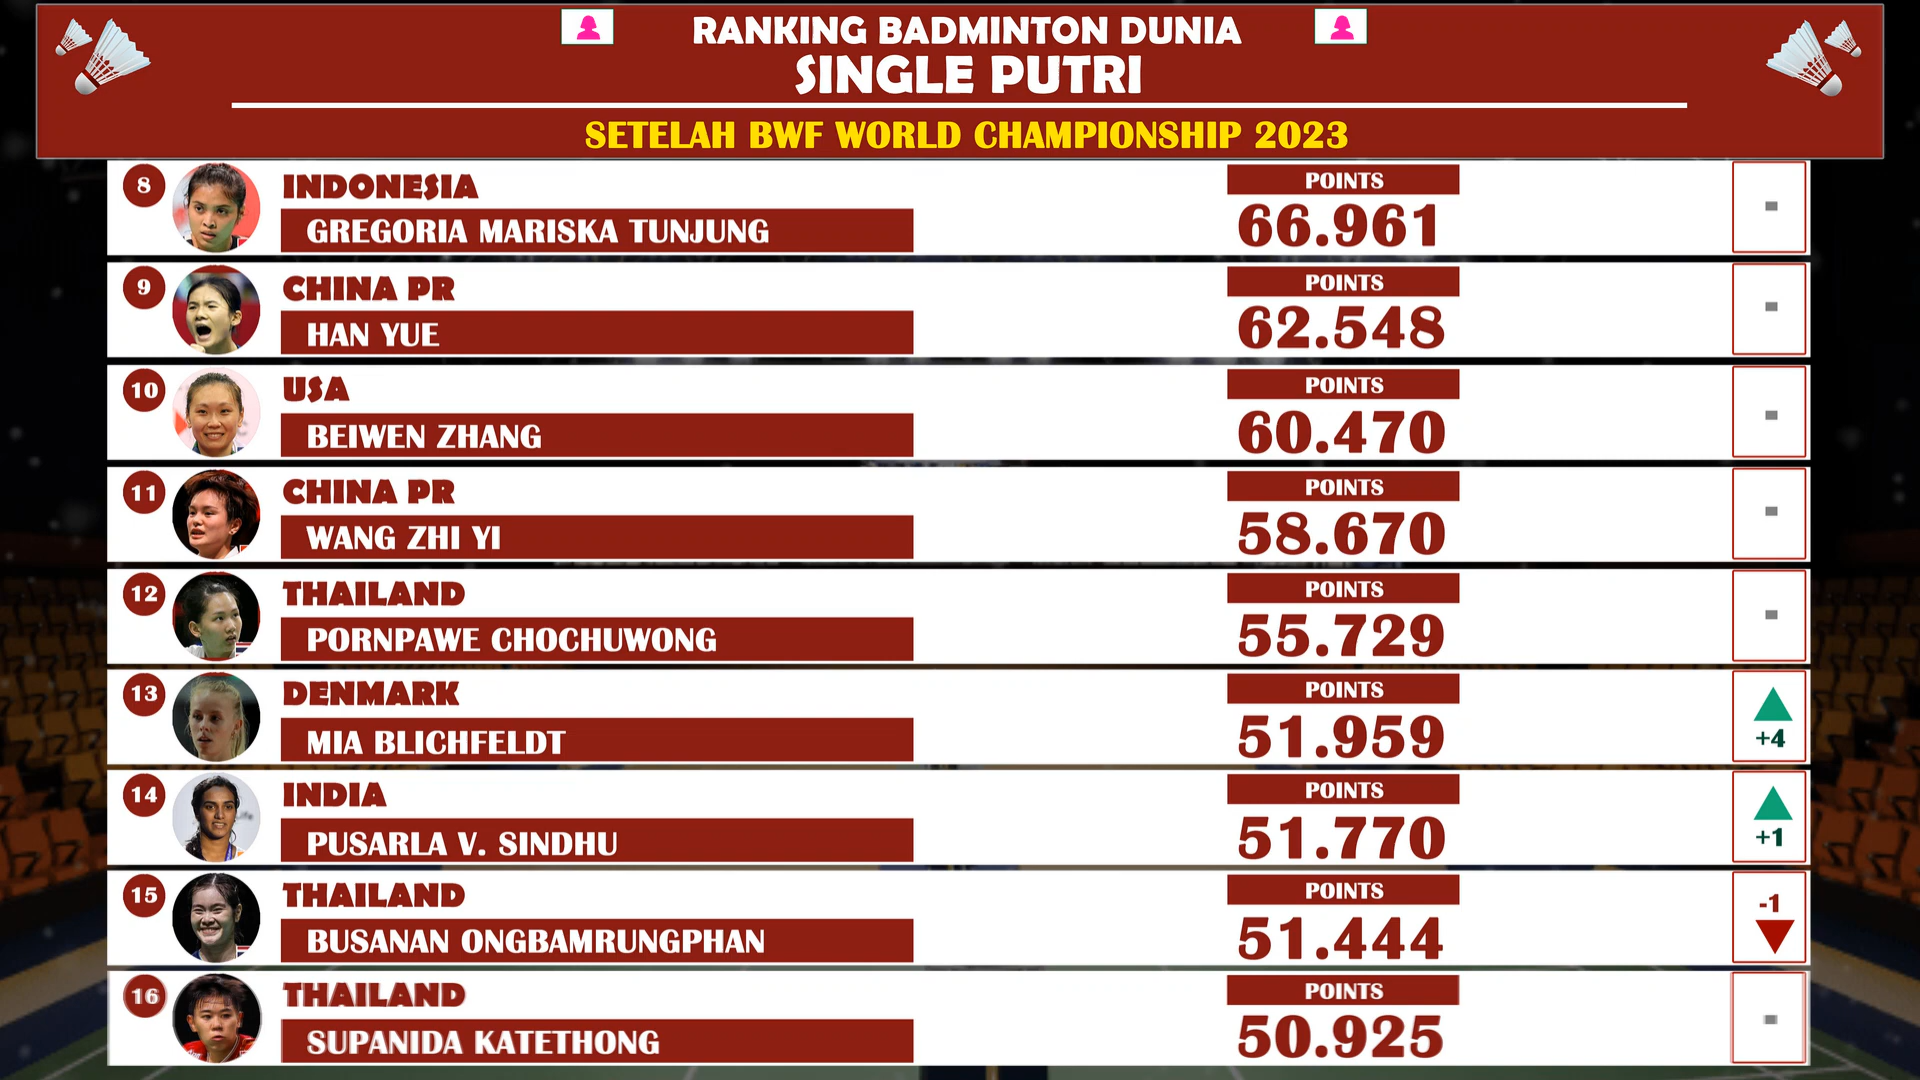 RANKING BADMINTON DUNIA
SINGLE PUTRI
SETELAH BWF WORLD CHAMPIONSHIP 2023
8 INDONESIA POINTS
GREGORIA MARISKA TUNJUNG 66.961 -
9 CHINA PR POINTS
HAN YUE 62.548 -
10 USA POINTS
BEIWEN ZHANG 60.470 -
11 CHINA PR POINTS
WANG ZHI YI 58.670 -
12 THAILAND POINTS
PORNPAWE CHOCHUWONG 55.729 -
13 DENMARK POINTS
MIA BLICHFELDT 51.959 +4
14 INDIA POINTS
PUSARLA V. SINDHU 51.770 +1
15 THAILAND POINTS -1
BUSANAN ONGBAMRUNGPHAN 51.444
16 THAILAND POINTS
SUPANIDA KATETHONG 50.925 -